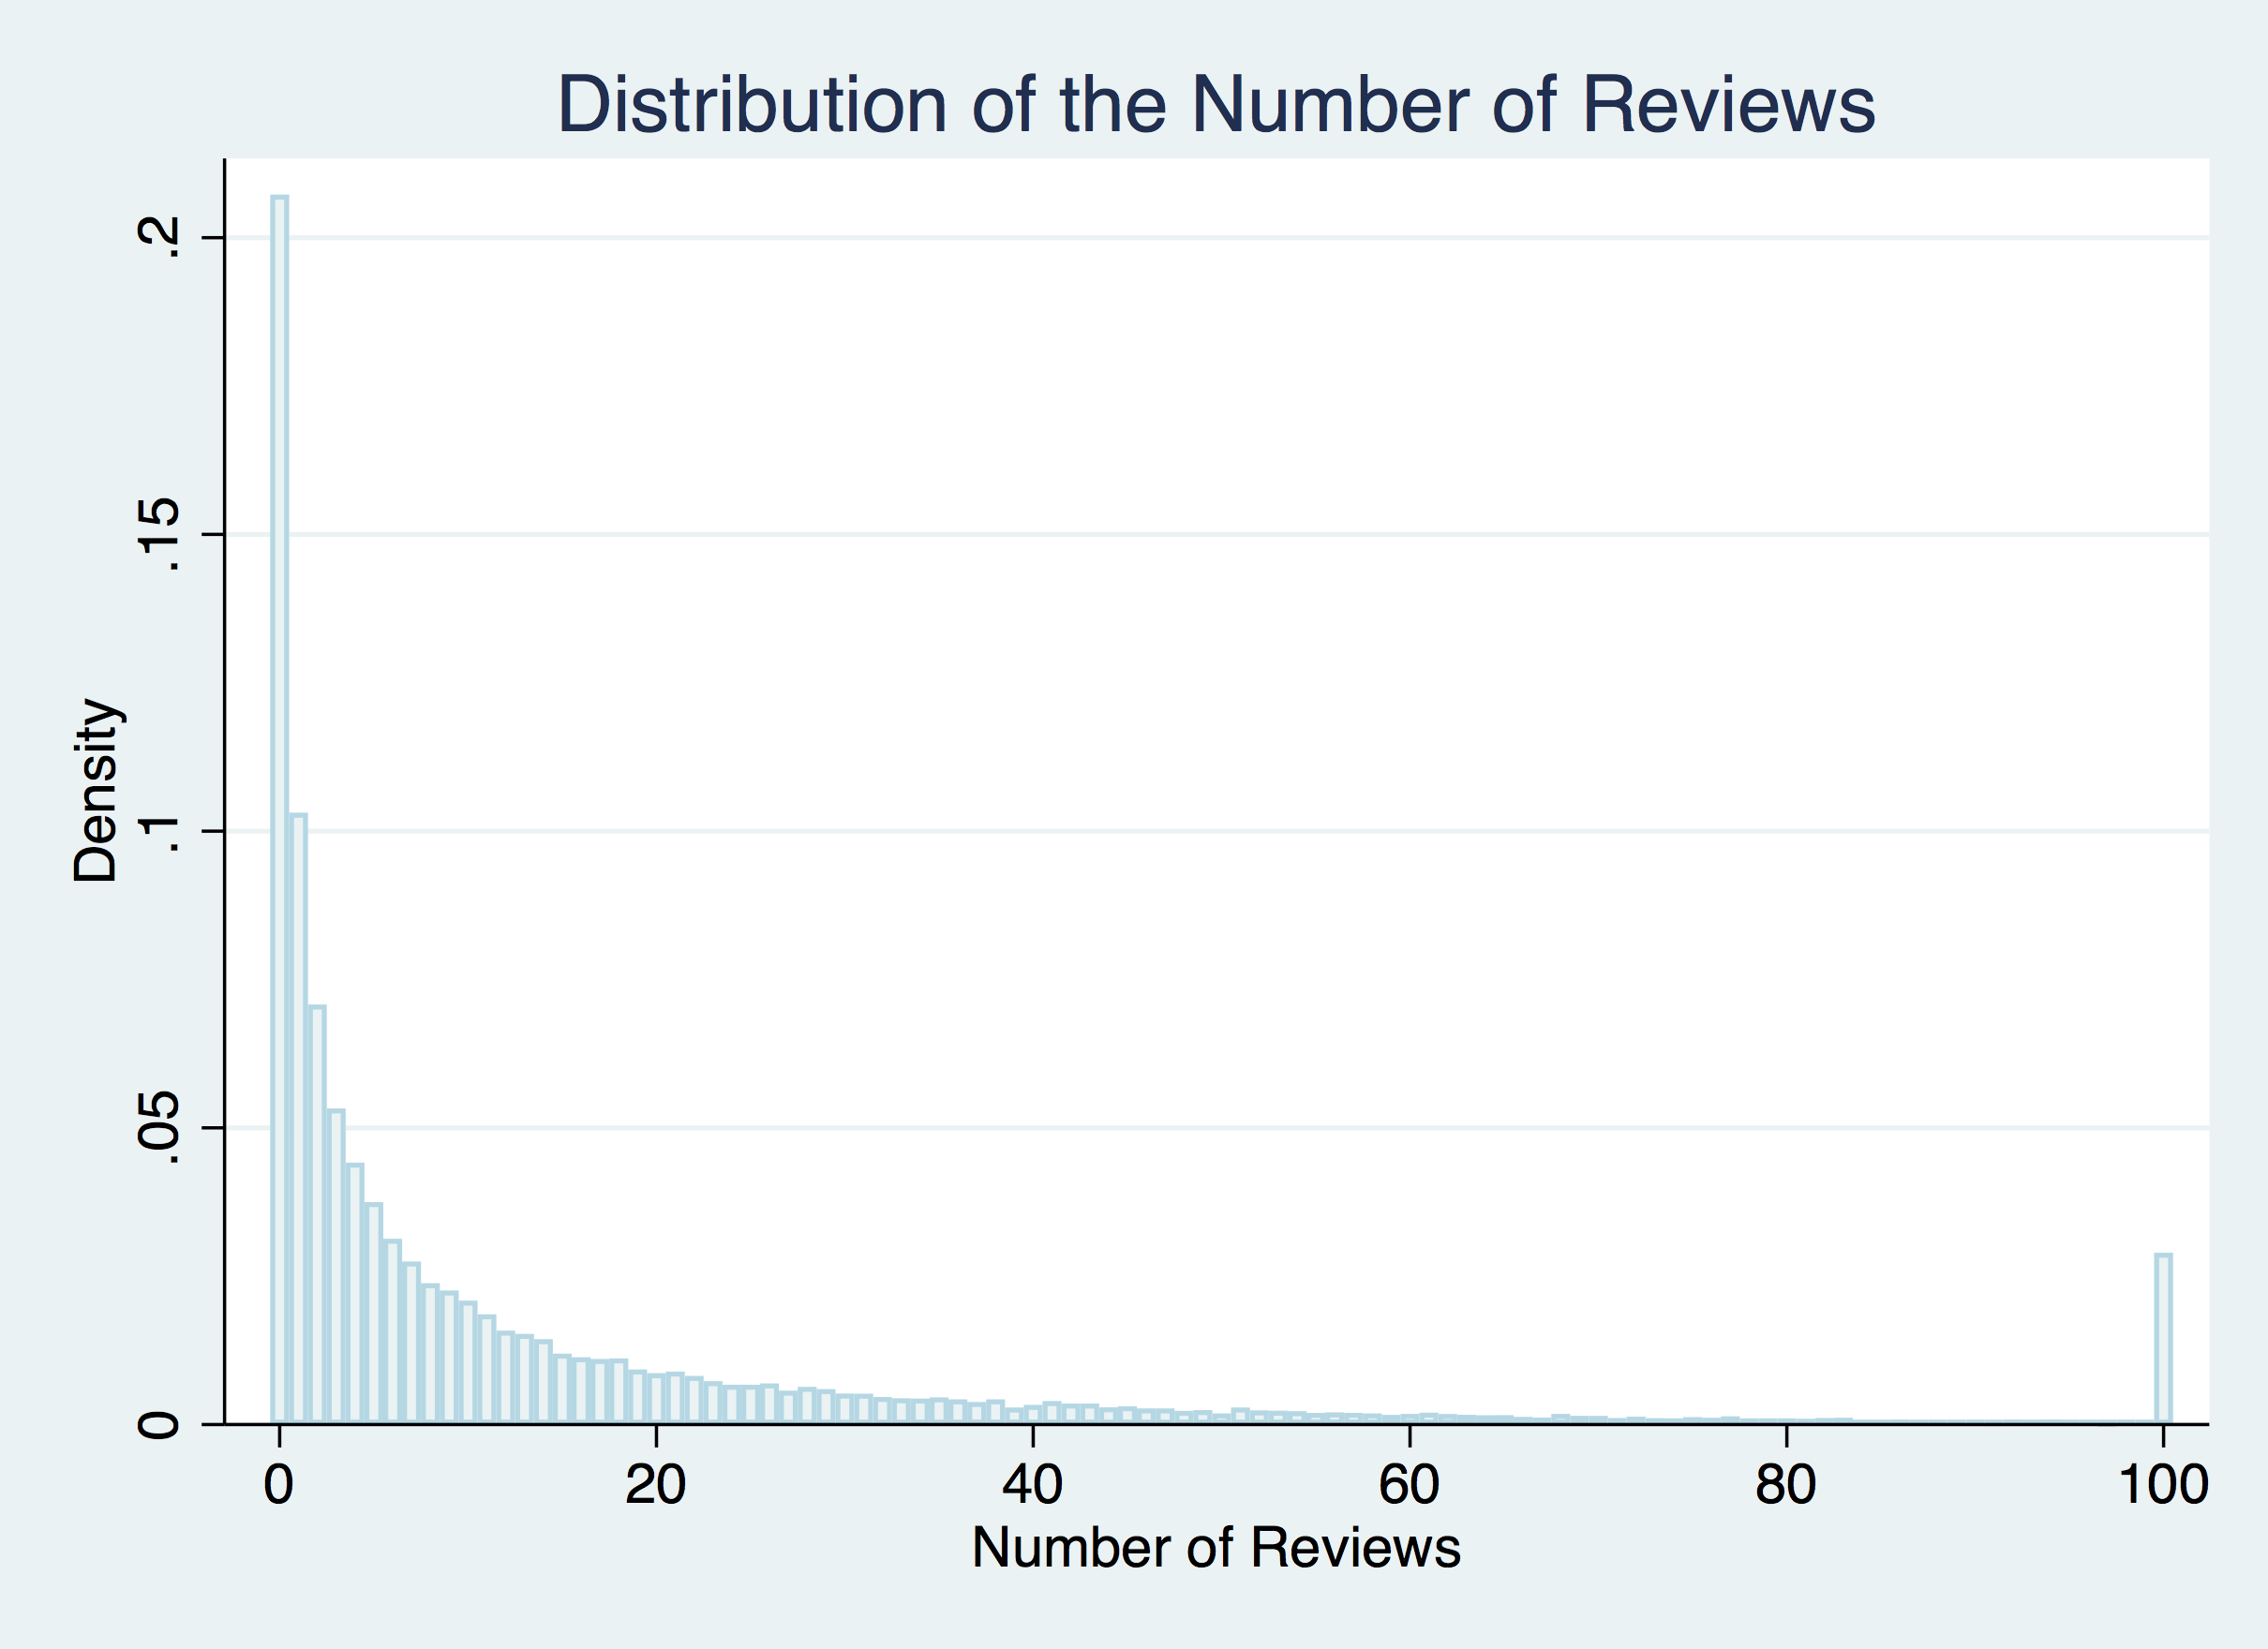 Distribution of the Number of Reviews
Density
.2
.15
.1
.05
0
0 20 40 60 80 100
Number of Reviews